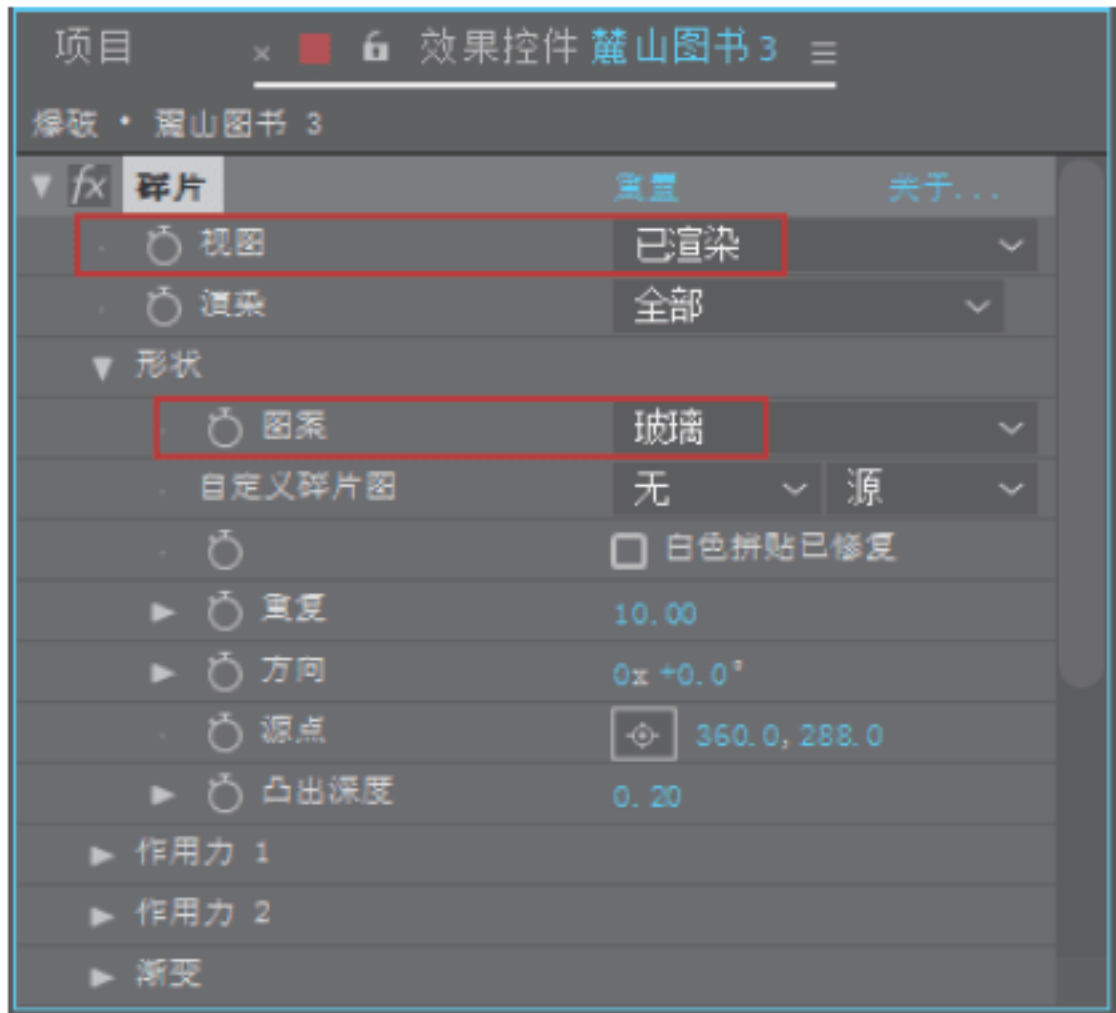 项目 × 效果控件 麓山图书3 ≡
爆破 • 麓山图书 3
fx 碎片 重置 关于...
视图 已渲染
渲染 全部
形状
图案 玻璃
自定义碎片图 无 源
白色拼贴已修复
重复 10.00
方向 0x +0.0°
源点 360.0,288.0
凸出深度 0.20
作用力 1
作用力 2
渐变